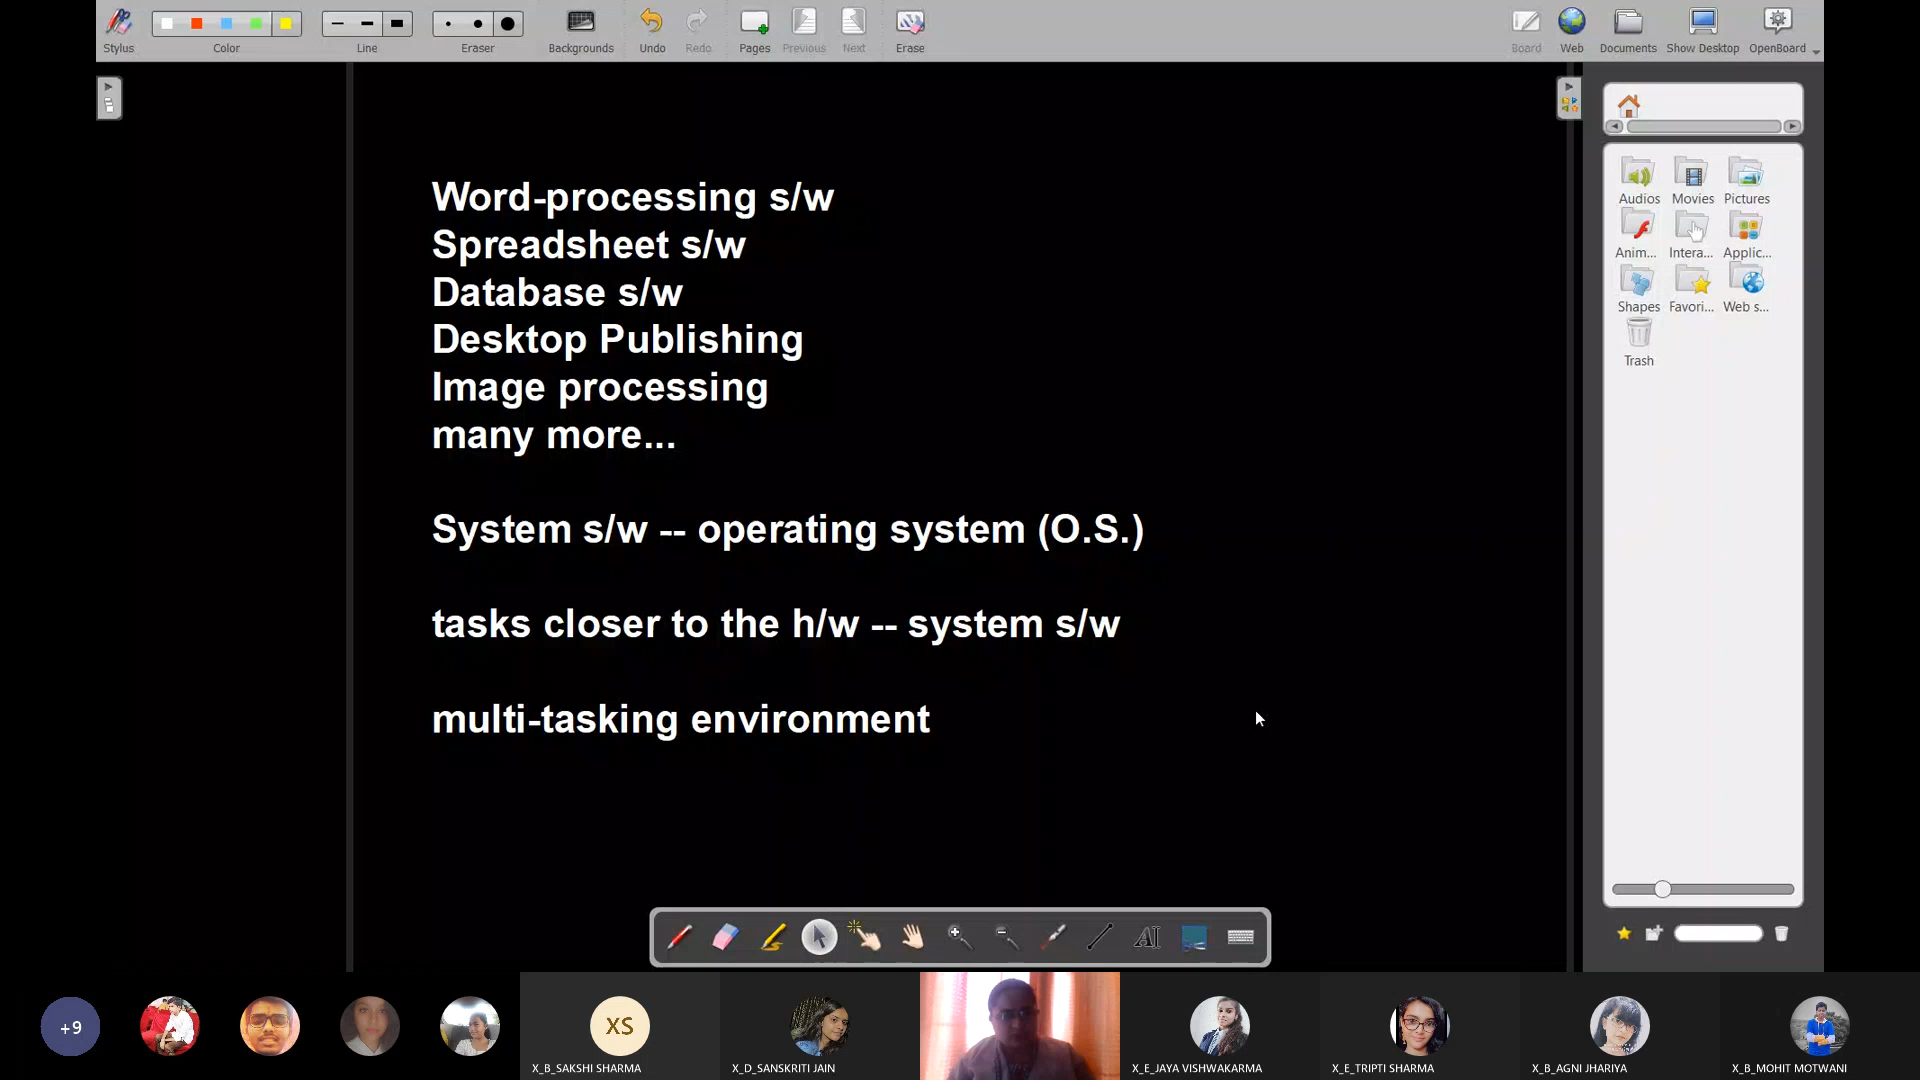 Stylus
Color
Line
Eraser
Backgrounds
Undo
Redo
Pages
Previous
Next
Erase
Board
Web
Documents
Show Desktop
OpenBoard
Word-processing s/w
Spreadsheet s/w
Database s/w
Desktop Publishing
Image processing
many more...
System s/w -- operating system (O.S.)
tasks closer to the h/w -- system s/w
multi-tasking environment
Audios
Movies
Pictures
Anim...
Intera...
Applic...
Shapes
Favori...
Web s...
Trash
AI
+9
XS
X_B_SAKSHI SHARMA
X_D_SANSKRITI JAIN
X_E_JAYA VISHWAKARMA
X_E_TRIPTI SHARMA
X_B_AGNI JHARIYA
X_B_MOHIT MOTWANI